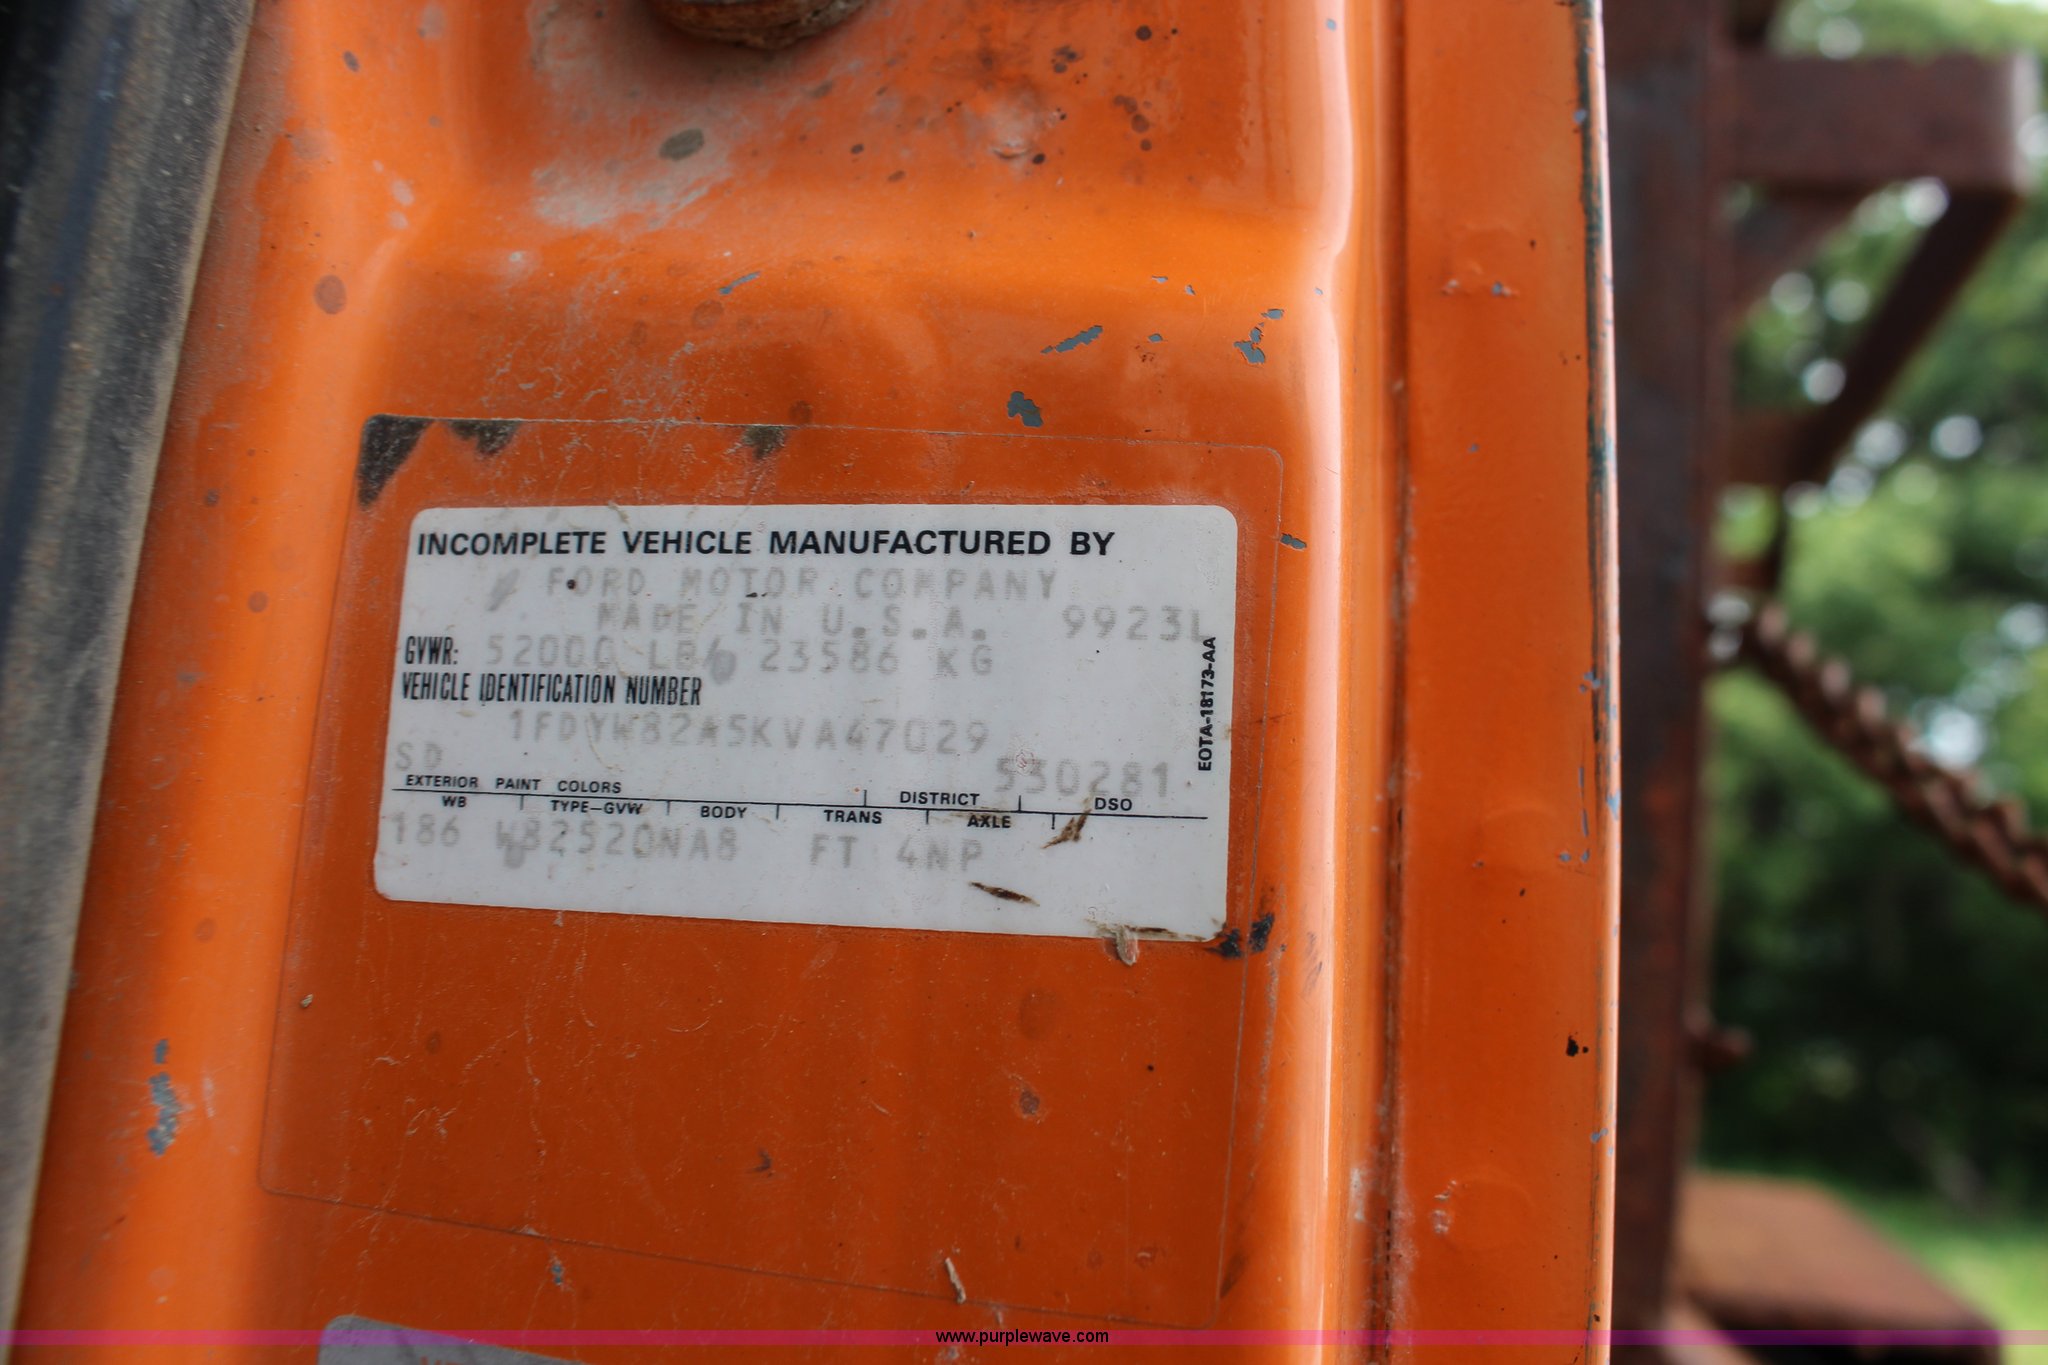 INCOMPLETE VEHICLE MANUFACTURED BY
FORD MOTOR COMPANY
MADE IN U.S.A. 9923L
GVWR: 52000 LB/ 23586 KG
VEHICLE IDENTIFICATION NUMBER
1FDYW82A5KVA47029
SD 530281
EXTERIOR PAINT COLORS DISTRICT DSO
WB TYPE-GVW BODY TRANS AXLE
186 W82520NA8 FT 4NP
EOTA-18173-AA
www.purplewave.com